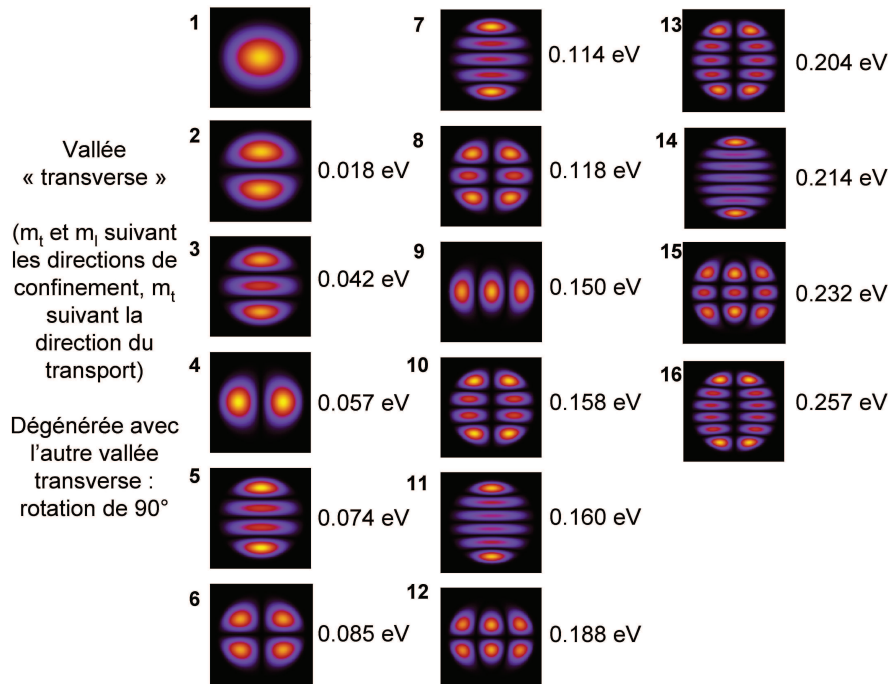 Vallée
« transverse »
(mt et ml suivant
les directions de
confinement, mt
suivant la
direction du
transport)
Dégénérée avec
l'autre vallée
transverse :
rotation de 90°
1
2
0.018 eV
3
0.042 eV
4
0.057 eV
5
0.074 eV
6
0.085 eV
7
0.114 eV
8
0.118 eV
9
0.150 eV
10
0.158 eV
11
0.160 eV
12
0.188 eV
13
0.204 eV
14
0.214 eV
15
0.232 eV
16
0.257 eV